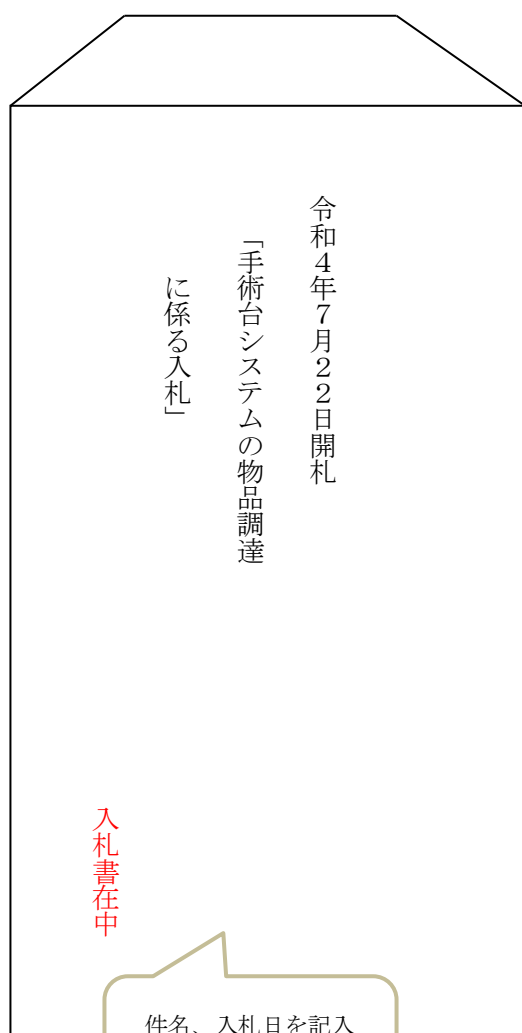 令和４年７月２２日開札
「手術台システムの物品調達
に係る入札」
入札書在中
件名、入札日を記入